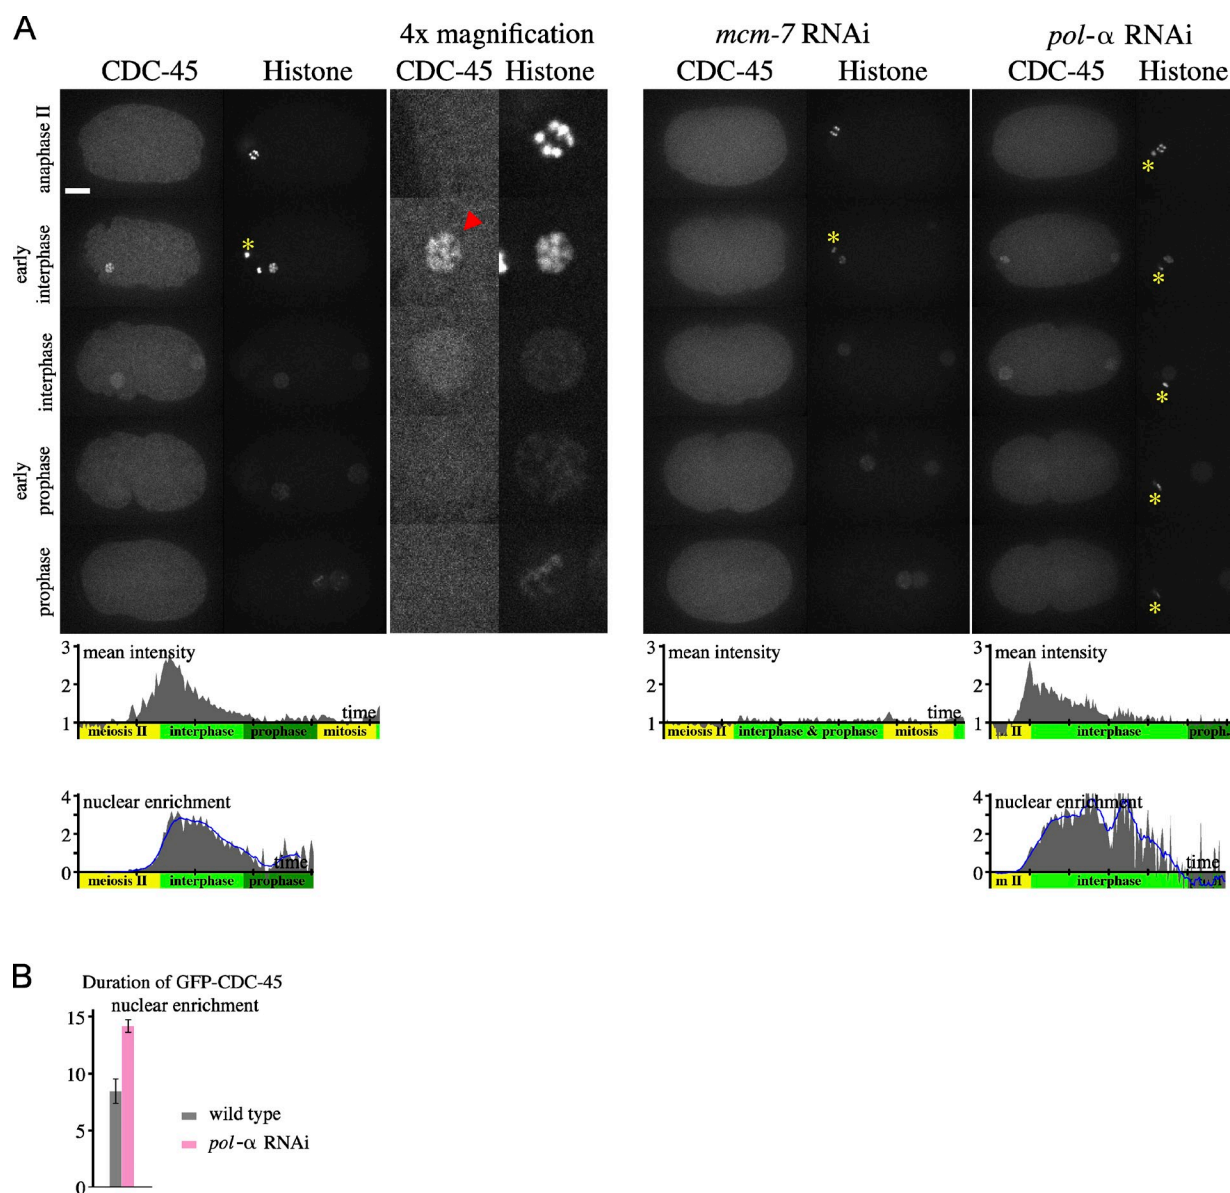 A
4x magnification
mcm-7 RNAi
pol-α RNAi
CDC-45 Histone CDC-45 Histone CDC-45 Histone CDC-45 Histone
anaphase II
*
early
interphase
*
*
*
interphase
*
early
prophase
*
prophase
*
3 mean intensity
2
1
time
meiosis II interphase prophase mitosis
3 mean intensity
2
1
time
meiosis II interphase & prophase mitosis
3 mean intensity
2
1
time
m II interphase proph.
4 nuclear enrichment
2
0
time
meiosis II interphase prophase
4 nuclear enrichment
2
0
time
m II interphase
B
Duration of GFP-CDC-45
nuclear enrichment
15
10
5
0
wild type
pol-α RNAi